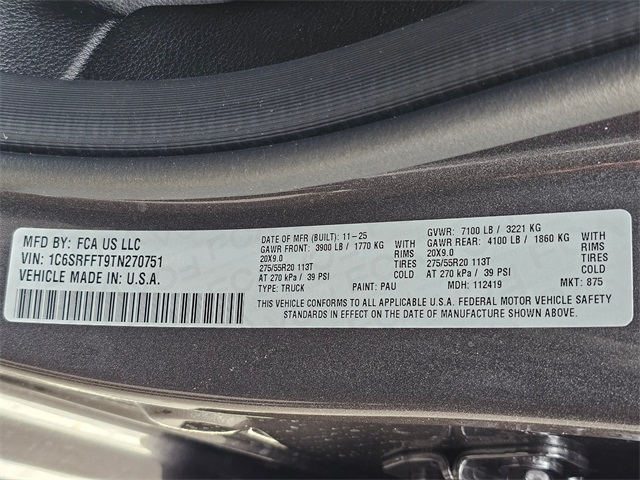 MFD BY: FCA US LLC
VIN: 1C6SRFFT9TN270751
VEHICLE MADE IN: U.S.A.
DATE OF MFR (BUILT): 11-25
GAWR FRONT: 3900 LB / 1770 KG WITH
20X9.0 RIMS
275/55R20 113T TIRES
AT 270 kPa / 39 PSI COLD
TYPE: TRUCK PAINT: PAU
GVWR: 7100 LB / 3221 KG
GAWR REAR: 4100 LB / 1860 KG WITH
20X9.0 RIMS
275/55R20 113T TIRES
AT 270 kPa / 39 PSI COLD
MDH: 112419 MKT: 875
THIS VEHICLE CONFORMS TO ALL APPLICABLE U.S.A. FEDERAL MOTOR VEHICLE SAFETY
STANDARDS IN EFFECT ON THE DATE OF MANUFACTURE SHOWN ABOVE.